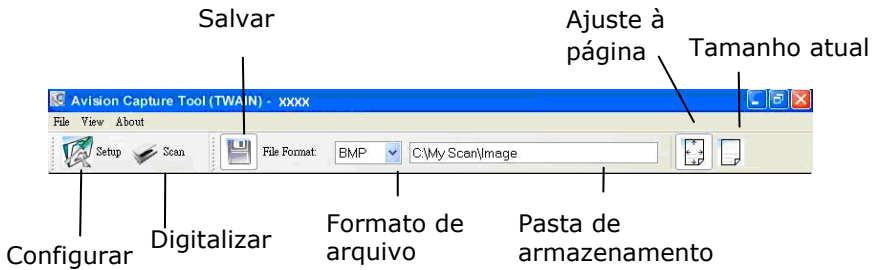 Salvar
Ajuste à
página
Tamanho atual
Avision Capture Tool (TWAIN) - xxxx
File View About
Setup Scan File Format: BMP C:\My Scan\Image
Configurar
Digitalizar
Formato de
arquivo
Pasta de
armazenamento